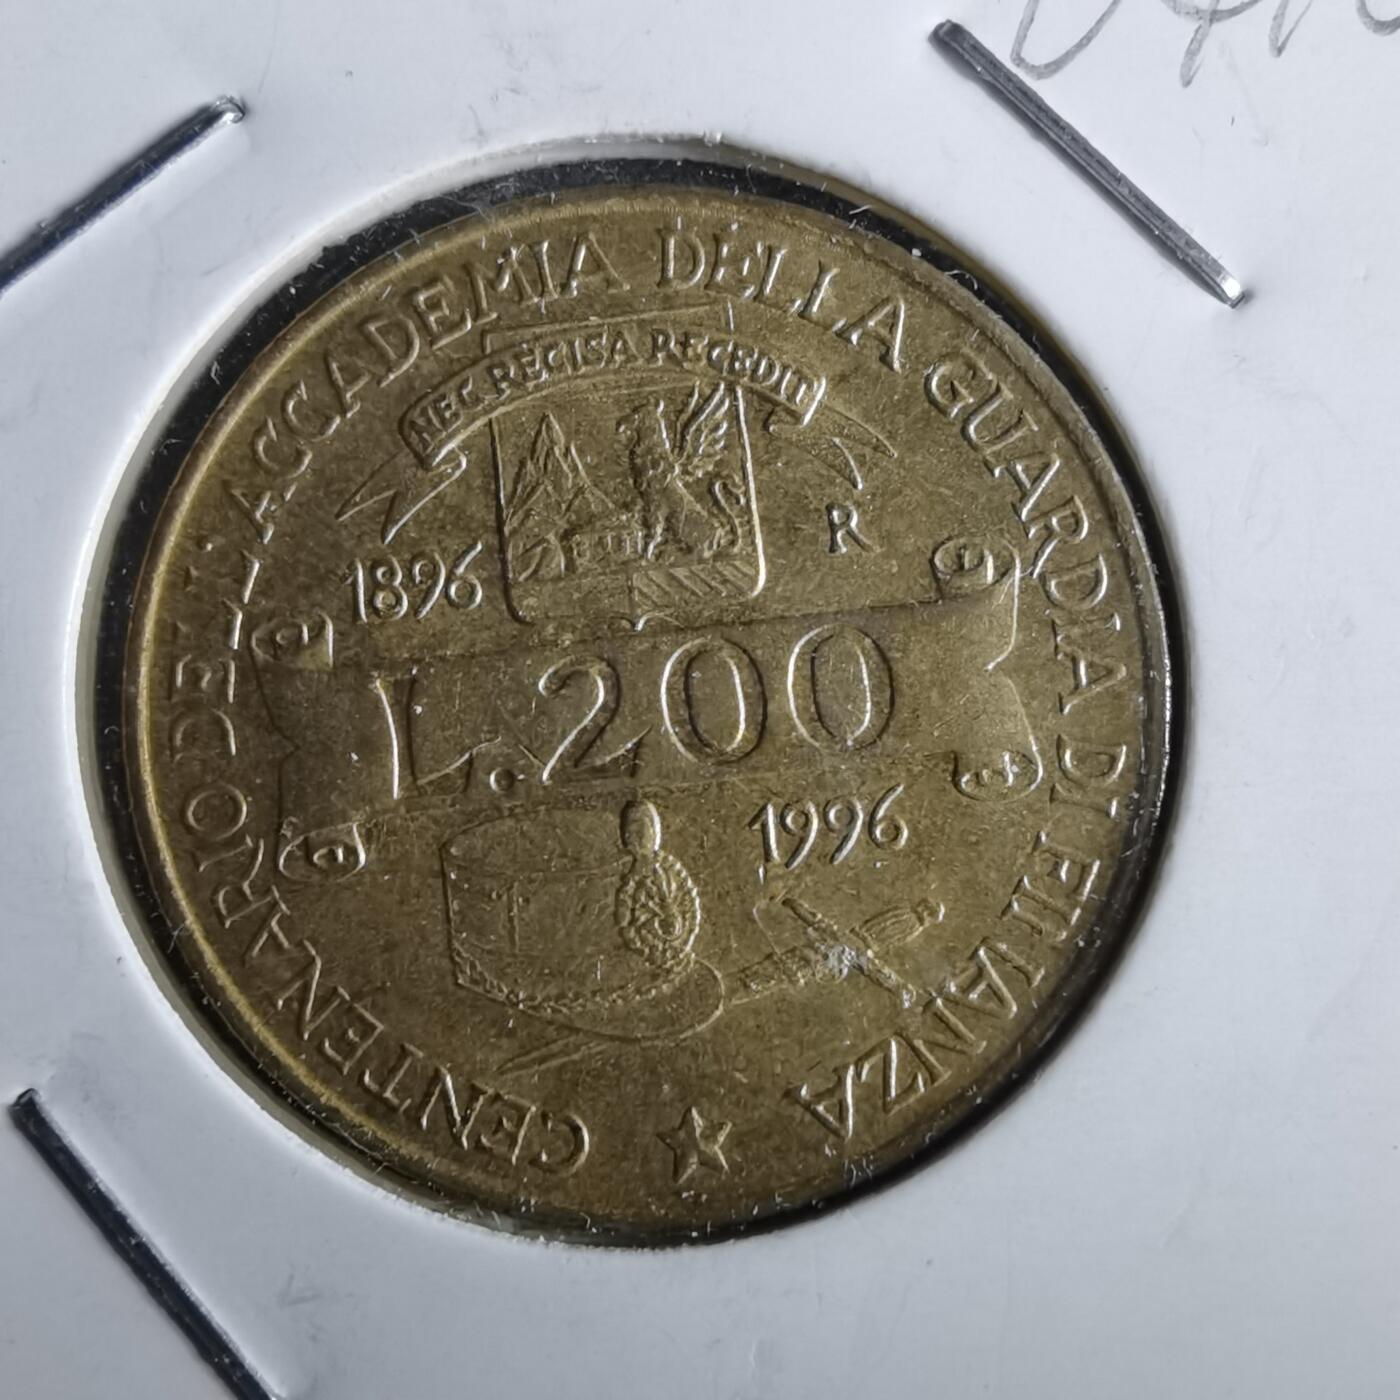 CENTENARIO DELL'ACCADEMIA DELLA GUARDIA DI FINANZA
NEC RECISA RECEDIT
R
1896
L.200
1996